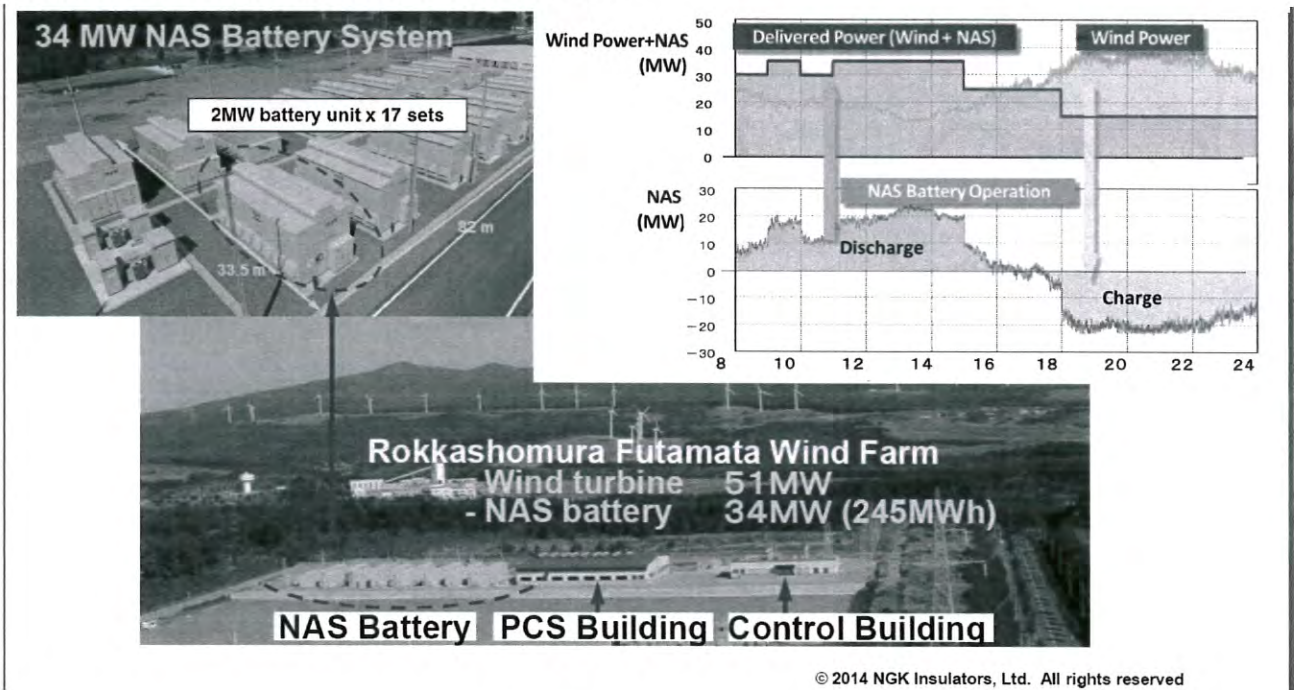 34 MW NAS Battery System
2MW battery unit x 17 sets
33.5 m
82 m
Wind Power+NAS
(MW)
50
40
30
20
10
0
Delivered Power (Wind + NAS)
Wind Power
NAS
(MW)
30
20
10
0
−10
−20
−30
NAS Battery Operation
Discharge
Charge
8 10 12 14 16 18 20 22 24
Rokkashomura Futamata Wind Farm
- Wind turbine 51MW
- NAS battery 34MW (245MWh)
NAS Battery PCS Building Control Building
© 2014 NGK Insulators, Ltd. All rights reserved